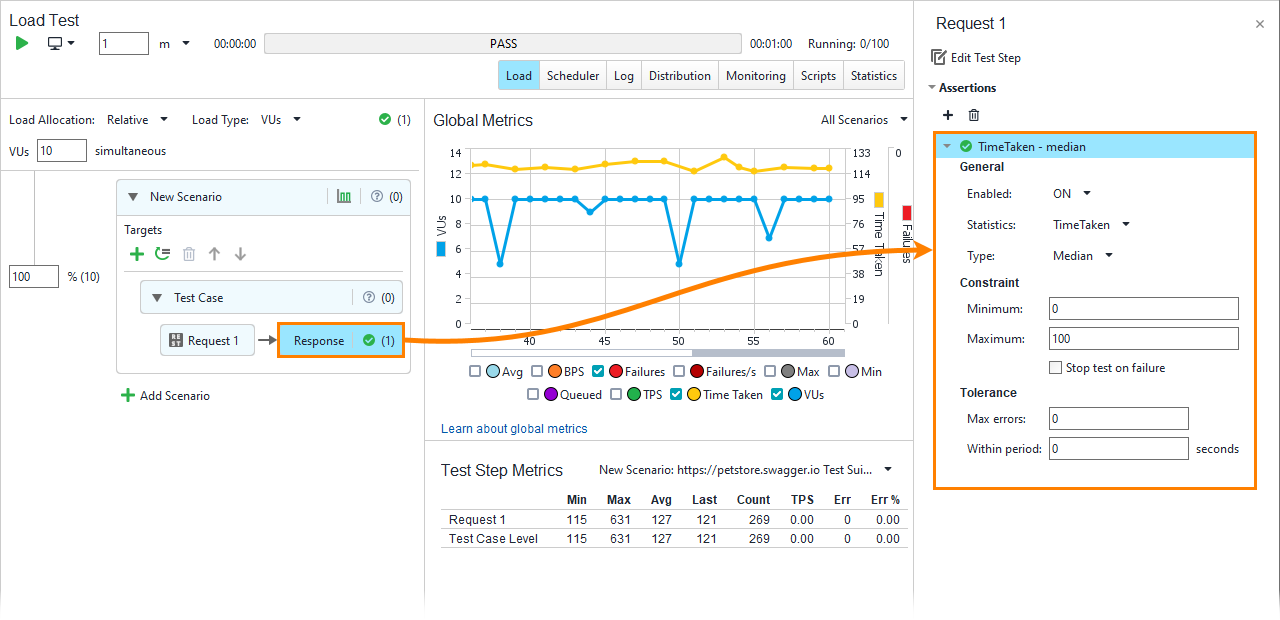 Load Test
1 m 00:00:00 PASS 00:01:00 Running: 0/100
Load Scheduler Log Distribution Monitoring Scripts Statistics
Load Allocation: Relative Load Type: VUs (1)
VUs 10 simultaneous
100 % (10)
New Scenario (0)
Targets
Test Case (0)
REST Request 1 Response (1)
Add Scenario
Global Metrics All Scenarios
14 133 0
12 114
10 95
8 76
6 57
4 38
2 19
0 0
VUs
Time Taken
Failures
40 45 50 55 60
Avg BPS Failures Failures/s Max Min
Queued TPS Time Taken VUs
Learn about global metrics
Test Step Metrics New Scenario: https://petstore.swagger.io Test Sui...
Min Max Avg Last Count TPS Err Err %
Request 1 115 631 127 121 269 0.00 0 0.00
Test Case Level 115 631 127 121 269 0.00 0 0.00
Request 1
Edit Test Step
Assertions
TimeTaken - median
General
Enabled: ON
Statistics: TimeTaken
Type: Median
Constraint
Minimum: 0
Maximum: 100
Stop test on failure
Tolerance
Max errors: 0
Within period: 0 seconds